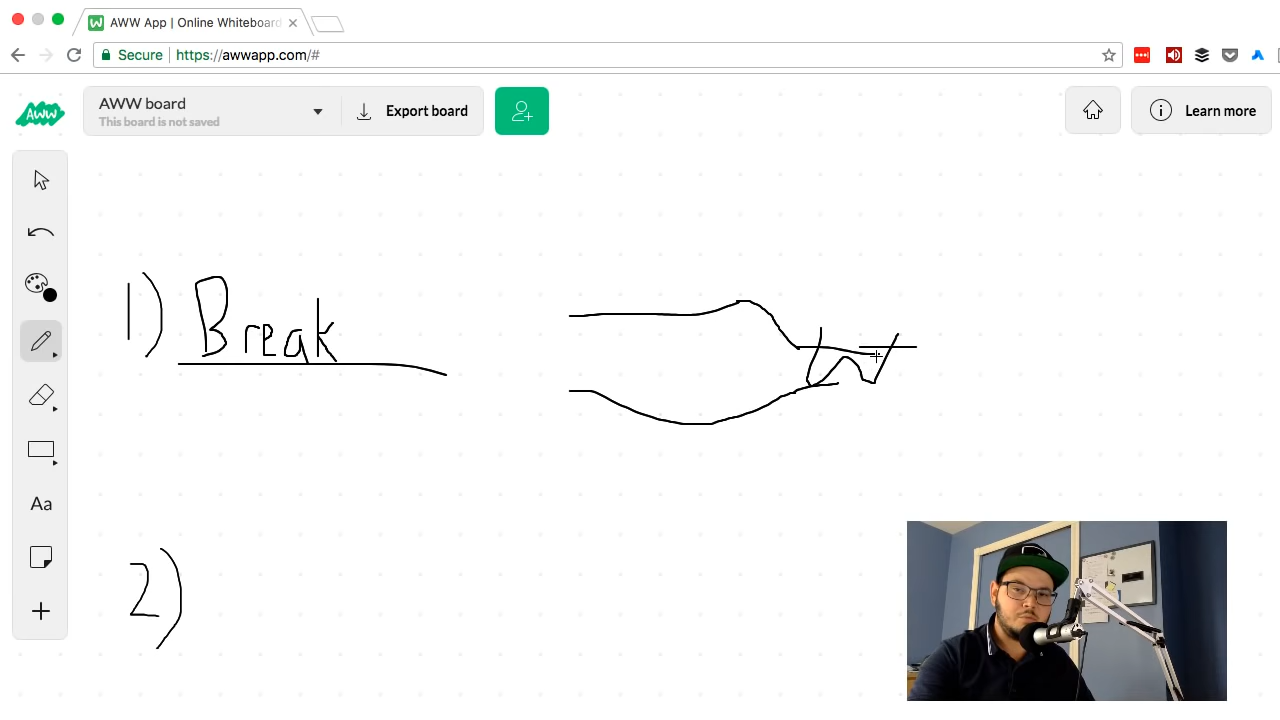 AWW App | Online Whiteboard
Secure https://awwapp.com/#
AWW
AWW board
This board is not saved
Export board
Learn more
1) Break
Aa
2)